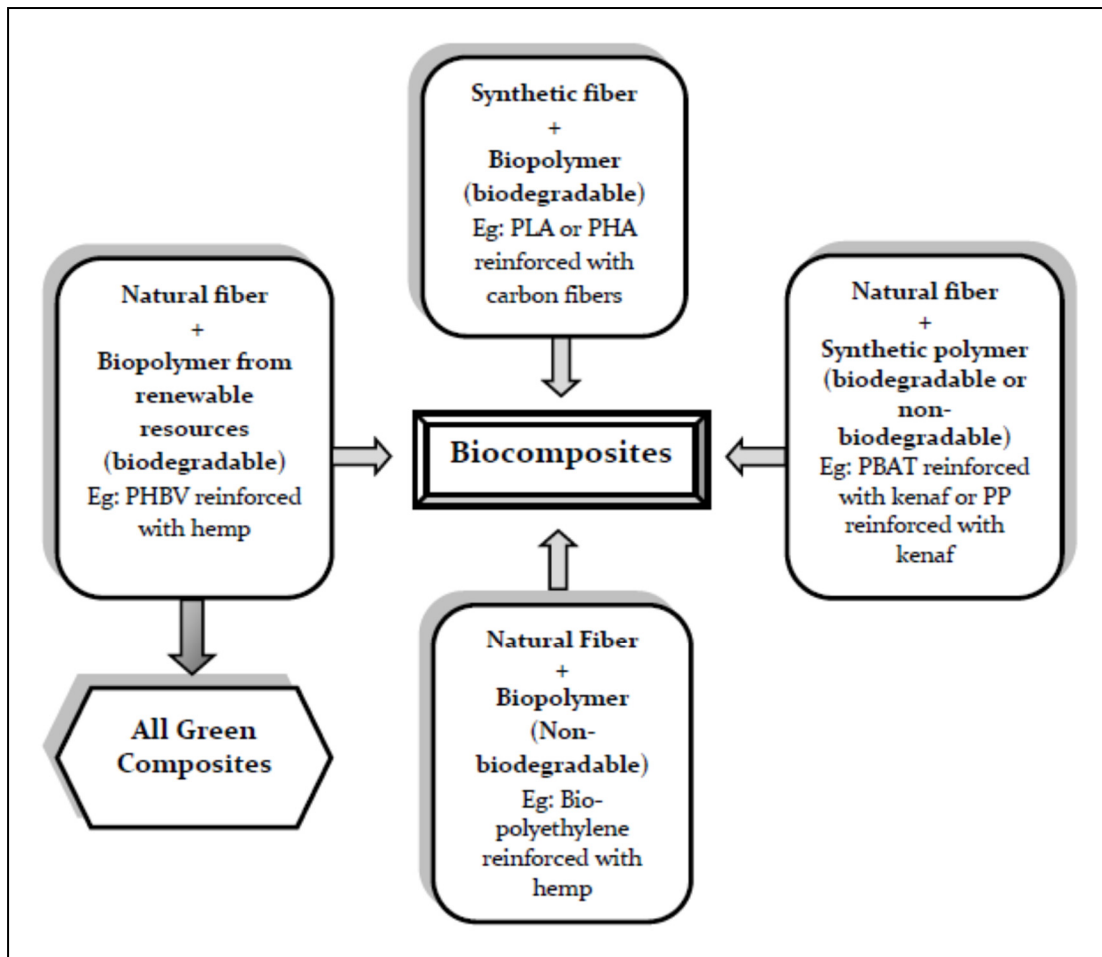 Synthetic fiber
+
Biopolymer
(biodegradable)
Eg: PLA or PHA
reinforced with
carbon fibers
Natural fiber
+
Biopolymer from
renewable
resources
(biodegradable)
Eg: PHBV reinforced
with hemp
Biocomposites
Natural fiber
+
Synthetic polymer
(biodegradable or
non-
biodegradable)
Eg: PBAT reinforced
with kenaf or PP
reinforced with
kenaf
All Green
Composites
Natural Fiber
+
Biopolymer
(Non-
biodegradable)
Eg: Bio-
polyethylene
reinforced with
hemp